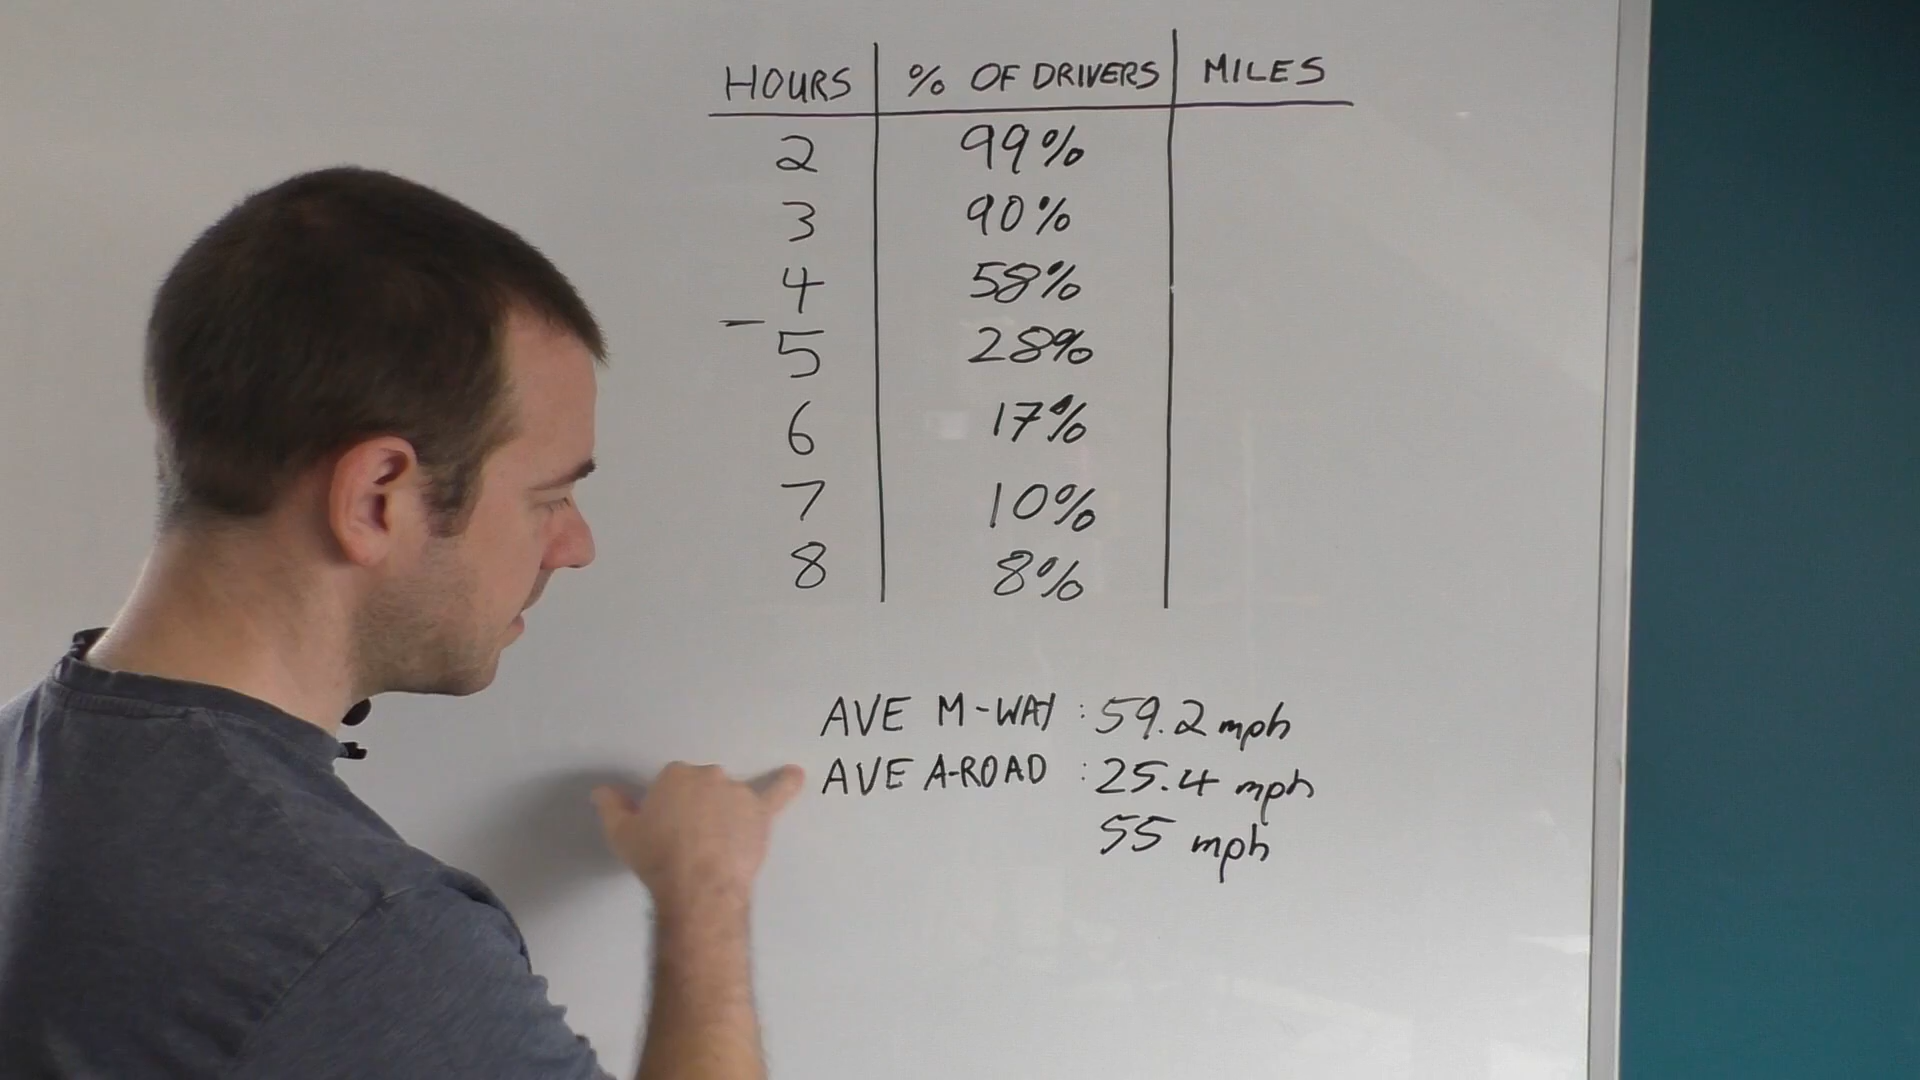 HOURS % OF DRIVERS MILES
2 99%
3 90%
4 58%
5 28%
6 17%
7 10%
8 8%
AVE M-WAY : 59.2 mph
AVE A-ROAD : 25.4 mph
55 mph